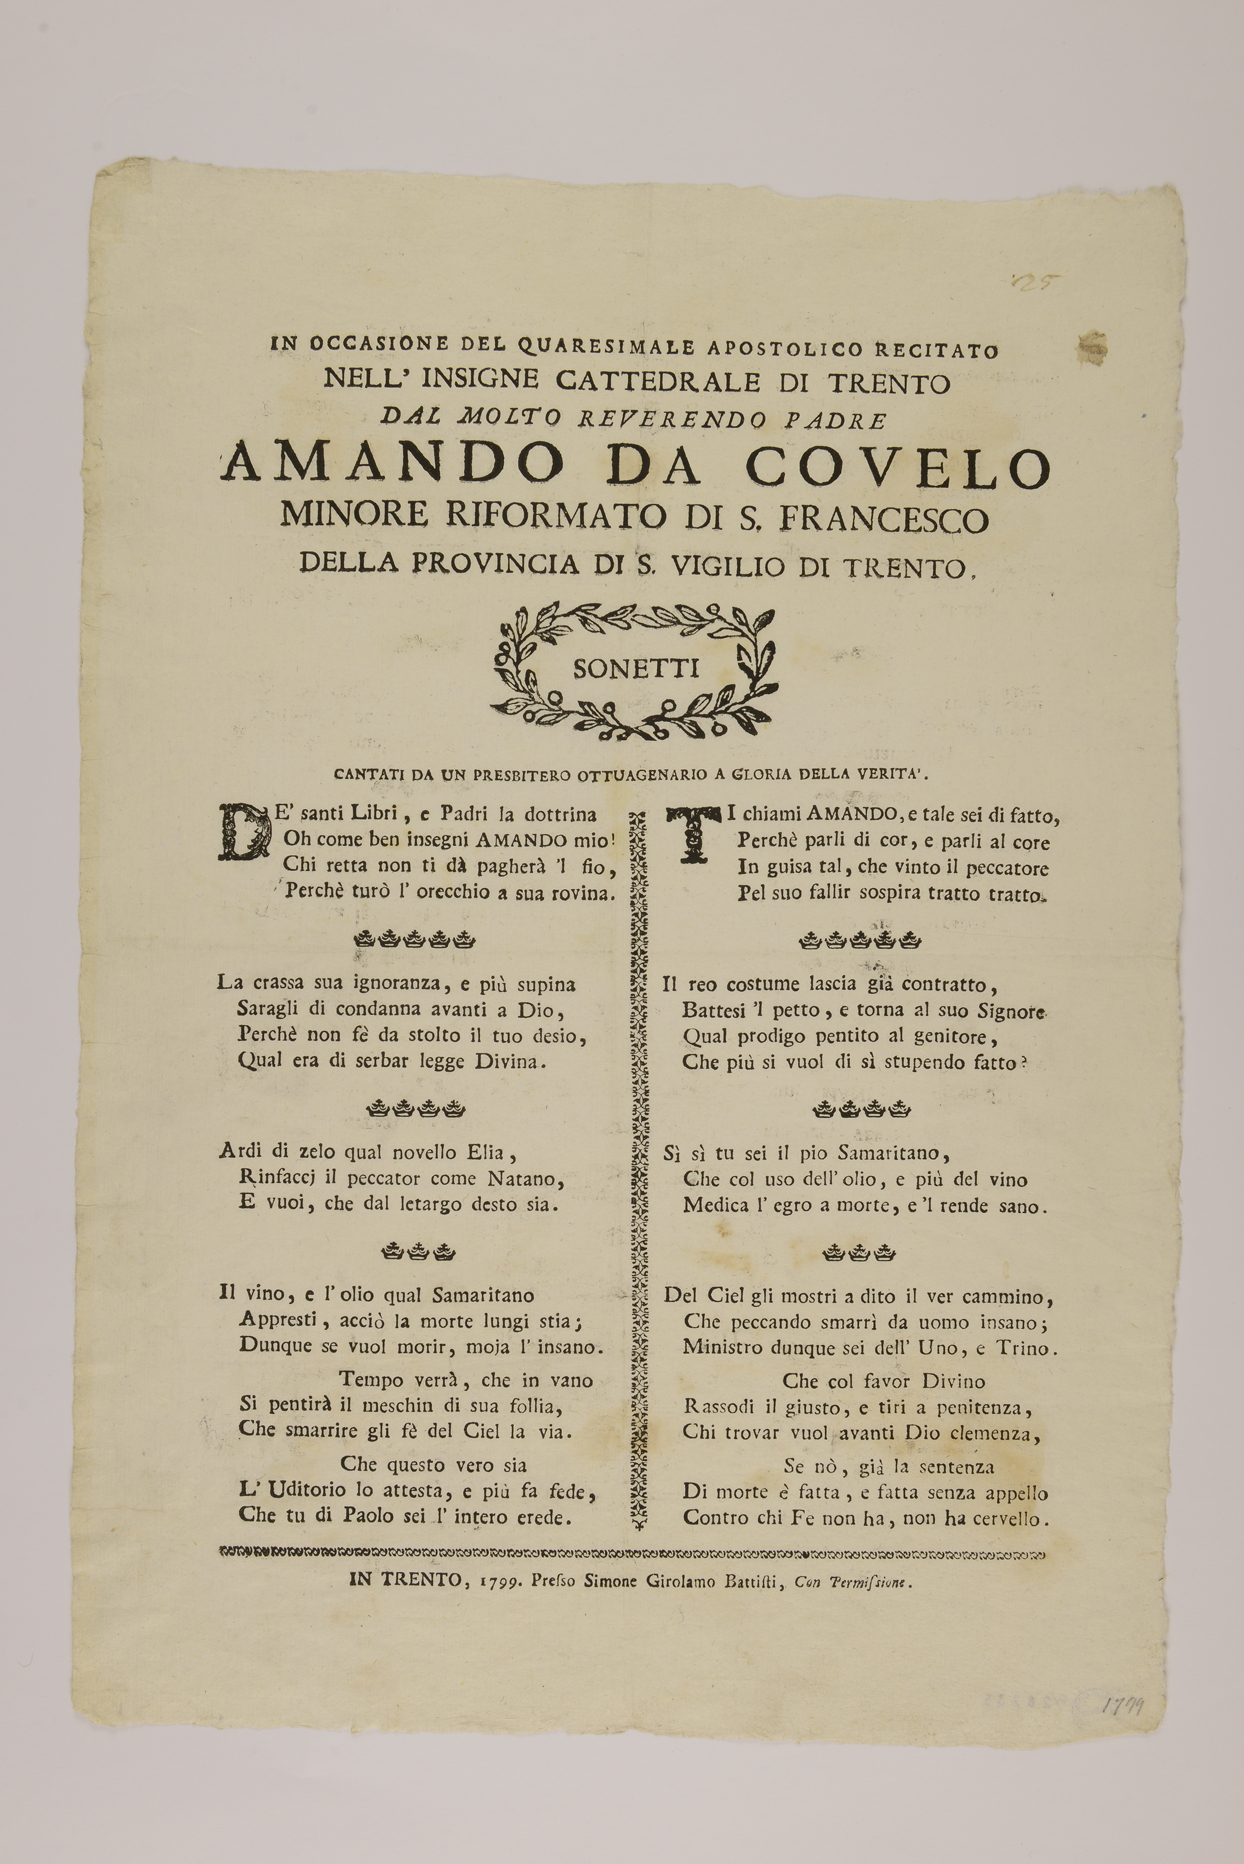 IN OCCASIONE DEL QUARESIMALE APOSTOLICO RECITATO
NELL' INSIGNE CATTEDRALE DI TRENTO
DAL MOLTO REVERENDO PADRE
AMANDO DA COVELO
MINORE RIFORMATO DI S. FRANCESCO
DELLA PROVINCIA DI S. VIGILIO DI TRENTO.
SONETTI
CANTATI DA UN PRESBITERO OTTUAGENARIO A GLORIA DELLA VERITA'.
DE' santi Libri, e Padri la dottrina
Oh come ben insegni AMANDO mio!
Chi retta non ti dà pagherà 'l fio,
Perchè turò l' orecchio a sua rovina.
La crassa sua ignoranza, e più supina
Saragli di condanna avanti a Dio,
Perchè non fè da stolto il tuo desio,
Qual era di serbar legge Divina.
Ardi di zelo qual novello Elia,
Rinfaccj il peccator come Natano,
E vuoi, che dal letargo desto sia.
Il vino, e l' olio qual Samaritano
Appresti, acciò la morte lungi stia;
Dunque se vuol morir, moja l' insano.
Tempo verrà, che in vano
Si pentirà il meschin di sua follia,
Che smarrire gli fè del Ciel la via.
Che questo vero sia
L' Uditorio lo attesta, e più fa fede,
Che tu di Paolo sei l' intero erede.
TI chiami AMANDO, e tale sei di fatto,
Perchè parli di cor, e parli al core
In guisa tal, che vinto il peccatore
Pel suo fallir sospira tratto tratto.
Il reo costume lascia già contratto,
Battesi 'l petto, e torna al suo Signore
Qual prodigo pentito al genitore,
Che più si vuol di sì stupendo fatto?
Sì sì tu sei il pio Samaritano,
Che col uso dell' olio, e più del vino
Medica l' egro a morte, e 'l rende sano.
Del Ciel gli mostri a dito il ver cammino,
Che peccando smarrì da uomo insano;
Ministro dunque sei dell' Uno, e Trino.
Che col favor Divino
Rassodi il giusto, e tiri a penitenza,
Chi trovar vuol avanti Dio clemenza,
Se nò, già la sentenza
Di morte è fatta, e fatta senza appello
Contro chi Fe non ha, non ha cervello.
IN TRENTO, 1799. Preſso Simone Girolamo Battiſti, Con Permiſsione.
1799